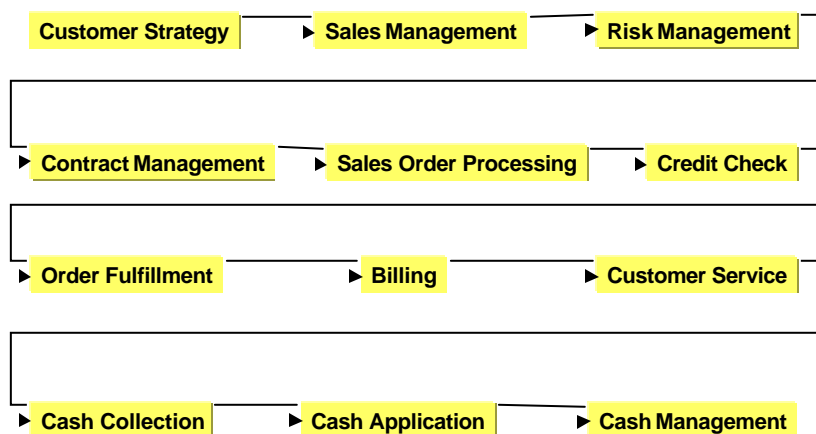 Customer Strategy
Sales Management
Risk Management
Contract Management
Sales Order Processing
Credit Check
Order Fulfillment
Billing
Customer Service
Cash Collection
Cash Application
Cash Management